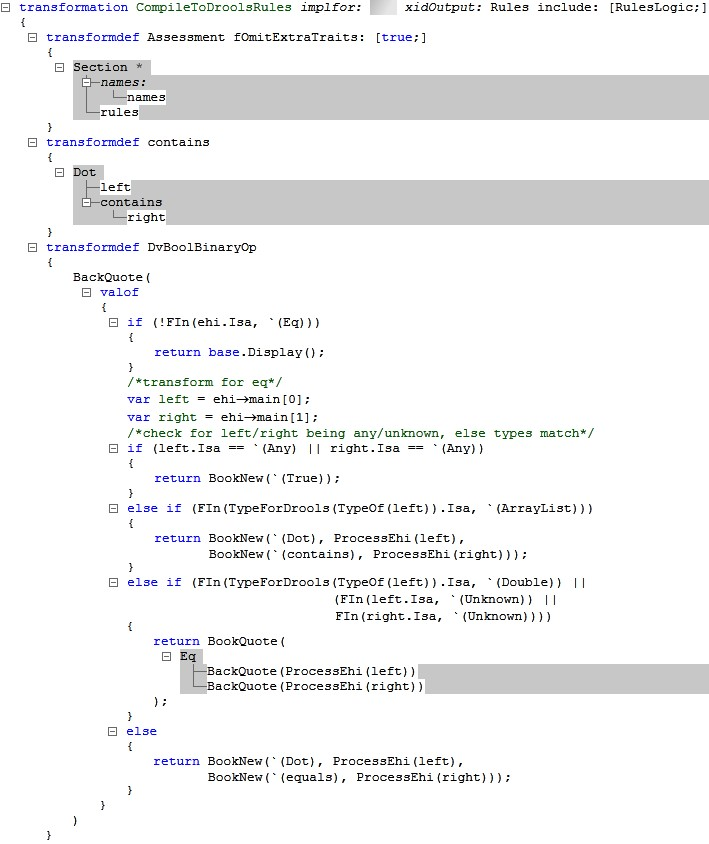 transformation CompileToDroolsRules implfor: xidOutput: Rules include: [RulesLogic;]
{
transformdef Assessment fOmitExtraTraits: [true;]
{
Section *
names:
names
rules
}
transformdef contains
{
Dot
left
contains
right
}
transformdef DvBoolBinaryOp
{
BackQuote(
valof
{
if (!FIn(ehi.Isa, `(Eq)))
{
return base.Display();
}
/*transform for eq*/
var left = ehi→main[0];
var right = ehi→main[1];
/*check for left/right being any/unknown, else types match*/
if (left.Isa == `(Any) || right.Isa == `(Any))
{
return BookNew(`(True));
}
else if (FIn(TypeForDrools(TypeOf(left)).Isa, `(ArrayList)))
{
return BookNew(`(Dot), ProcessEhi(left),
BookNew(`(contains), ProcessEhi(right)));
}
else if (FIn(TypeForDrools(TypeOf(left)).Isa, `(Double)) ||
(FIn(left.Isa, `(Unknown)) ||
FIn(right.Isa, `(Unknown))))
{
return BookQuote(
Eq
BackQuote(ProcessEhi(left))
BackQuote(ProcessEhi(right))
);
}
else
{
return BookNew(`(Dot), ProcessEhi(left),
BookNew(`(equals), ProcessEhi(right)));
}
}
)
}